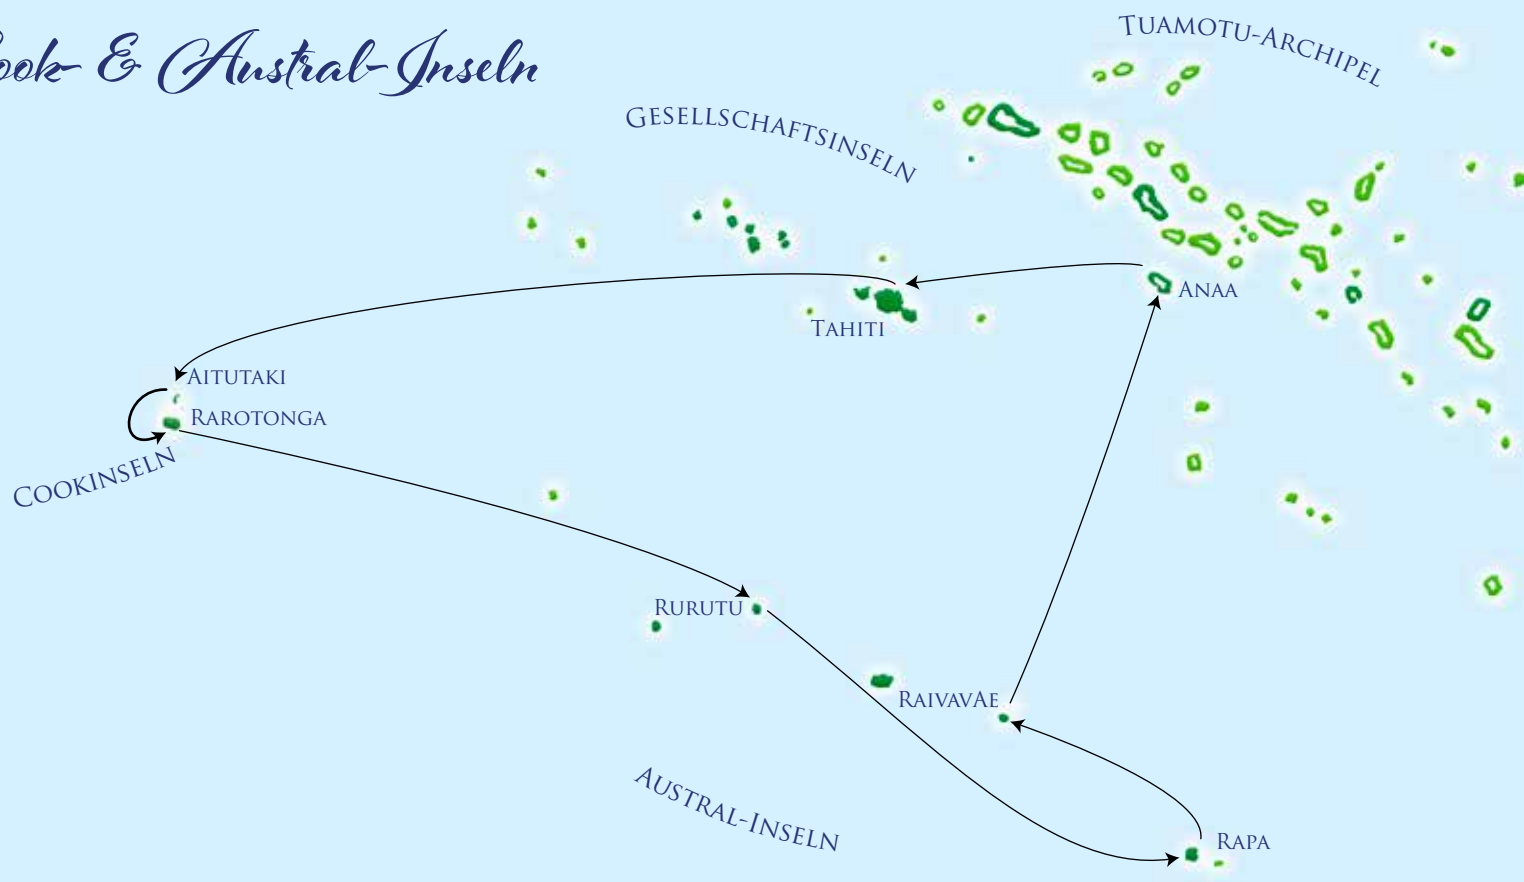 ook- & Austral-Inseln
Tuamotu-Archipel
Gesellschaftsinseln
Anaa
Tahiti
Aitutaki
Rarotonga
Cookinseln
Rurutu
RaivavAe
Austral-Inseln
Rapa